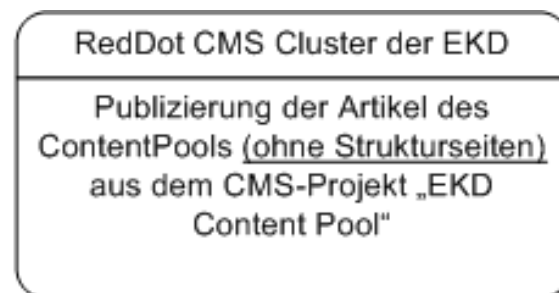 RedDot CMS Cluster der EKD
Publizierung der Artikel des
ContentPools (ohne Strukturseiten)
aus dem CMS-Projekt „EKD
Content Pool“